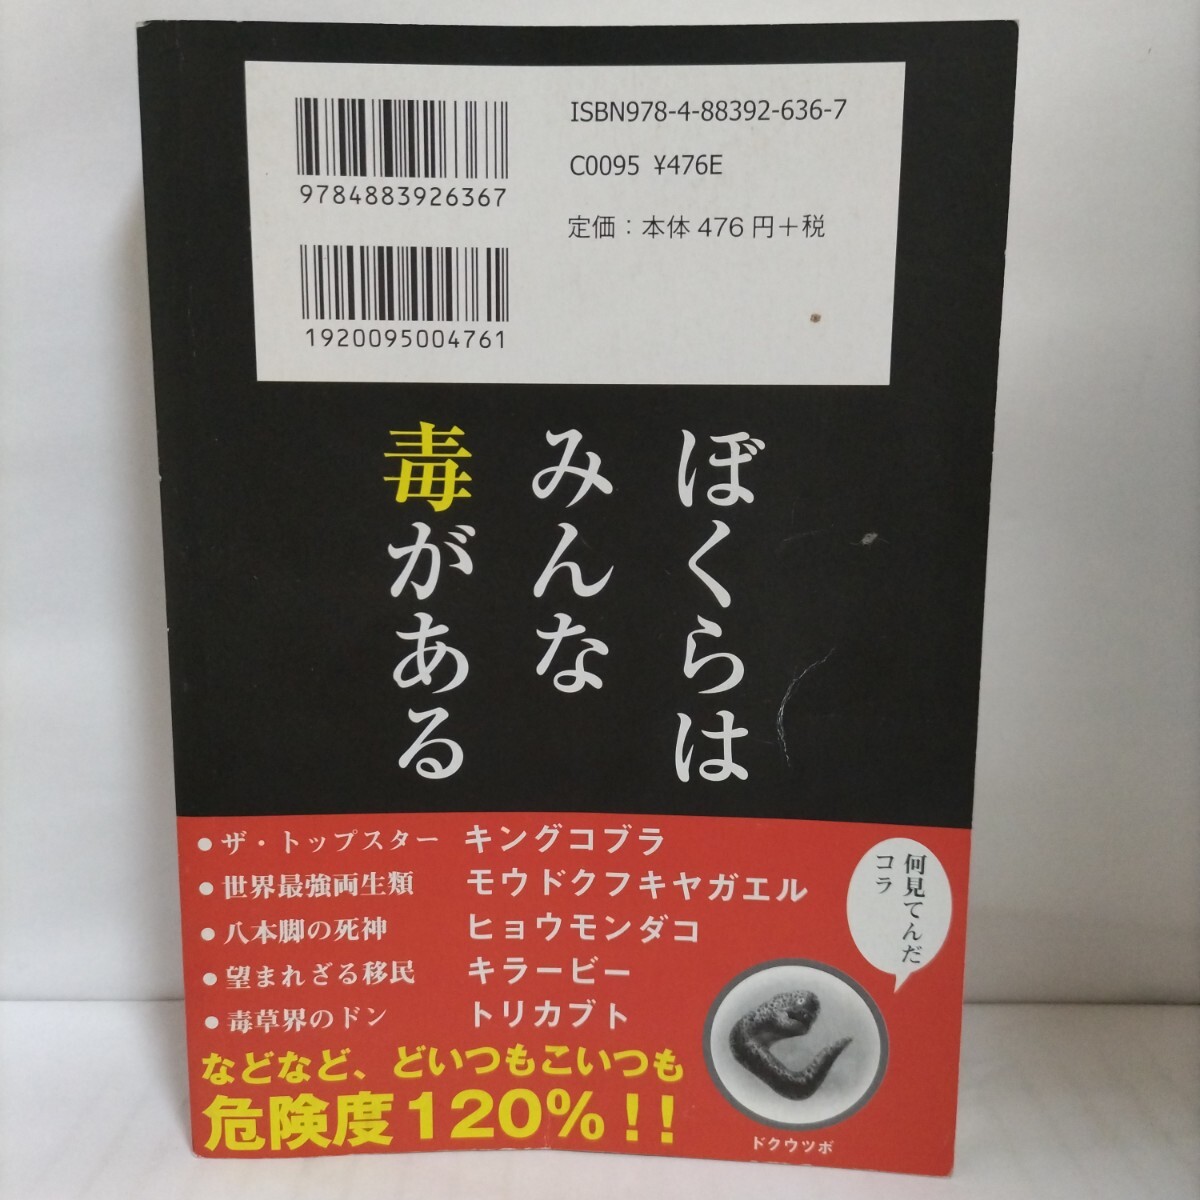 ISBN978-4-88392-636-7
9784883926367
C0095 ¥476E
定価：本体 476 円＋税
1920095004761
ぼくらは
みんな
毒がある
●ザ・トップスター キングコブラ
●世界最強両生類 モウドクフキヤガエル
●八本脚の死神 ヒョウモンダコ
●望まれざる移民 キラービー
●毒草界のドン トリカブト
などなど、どいつもこいつも
危険度120%！！
何見てんだ
コラ
ドクウツボ